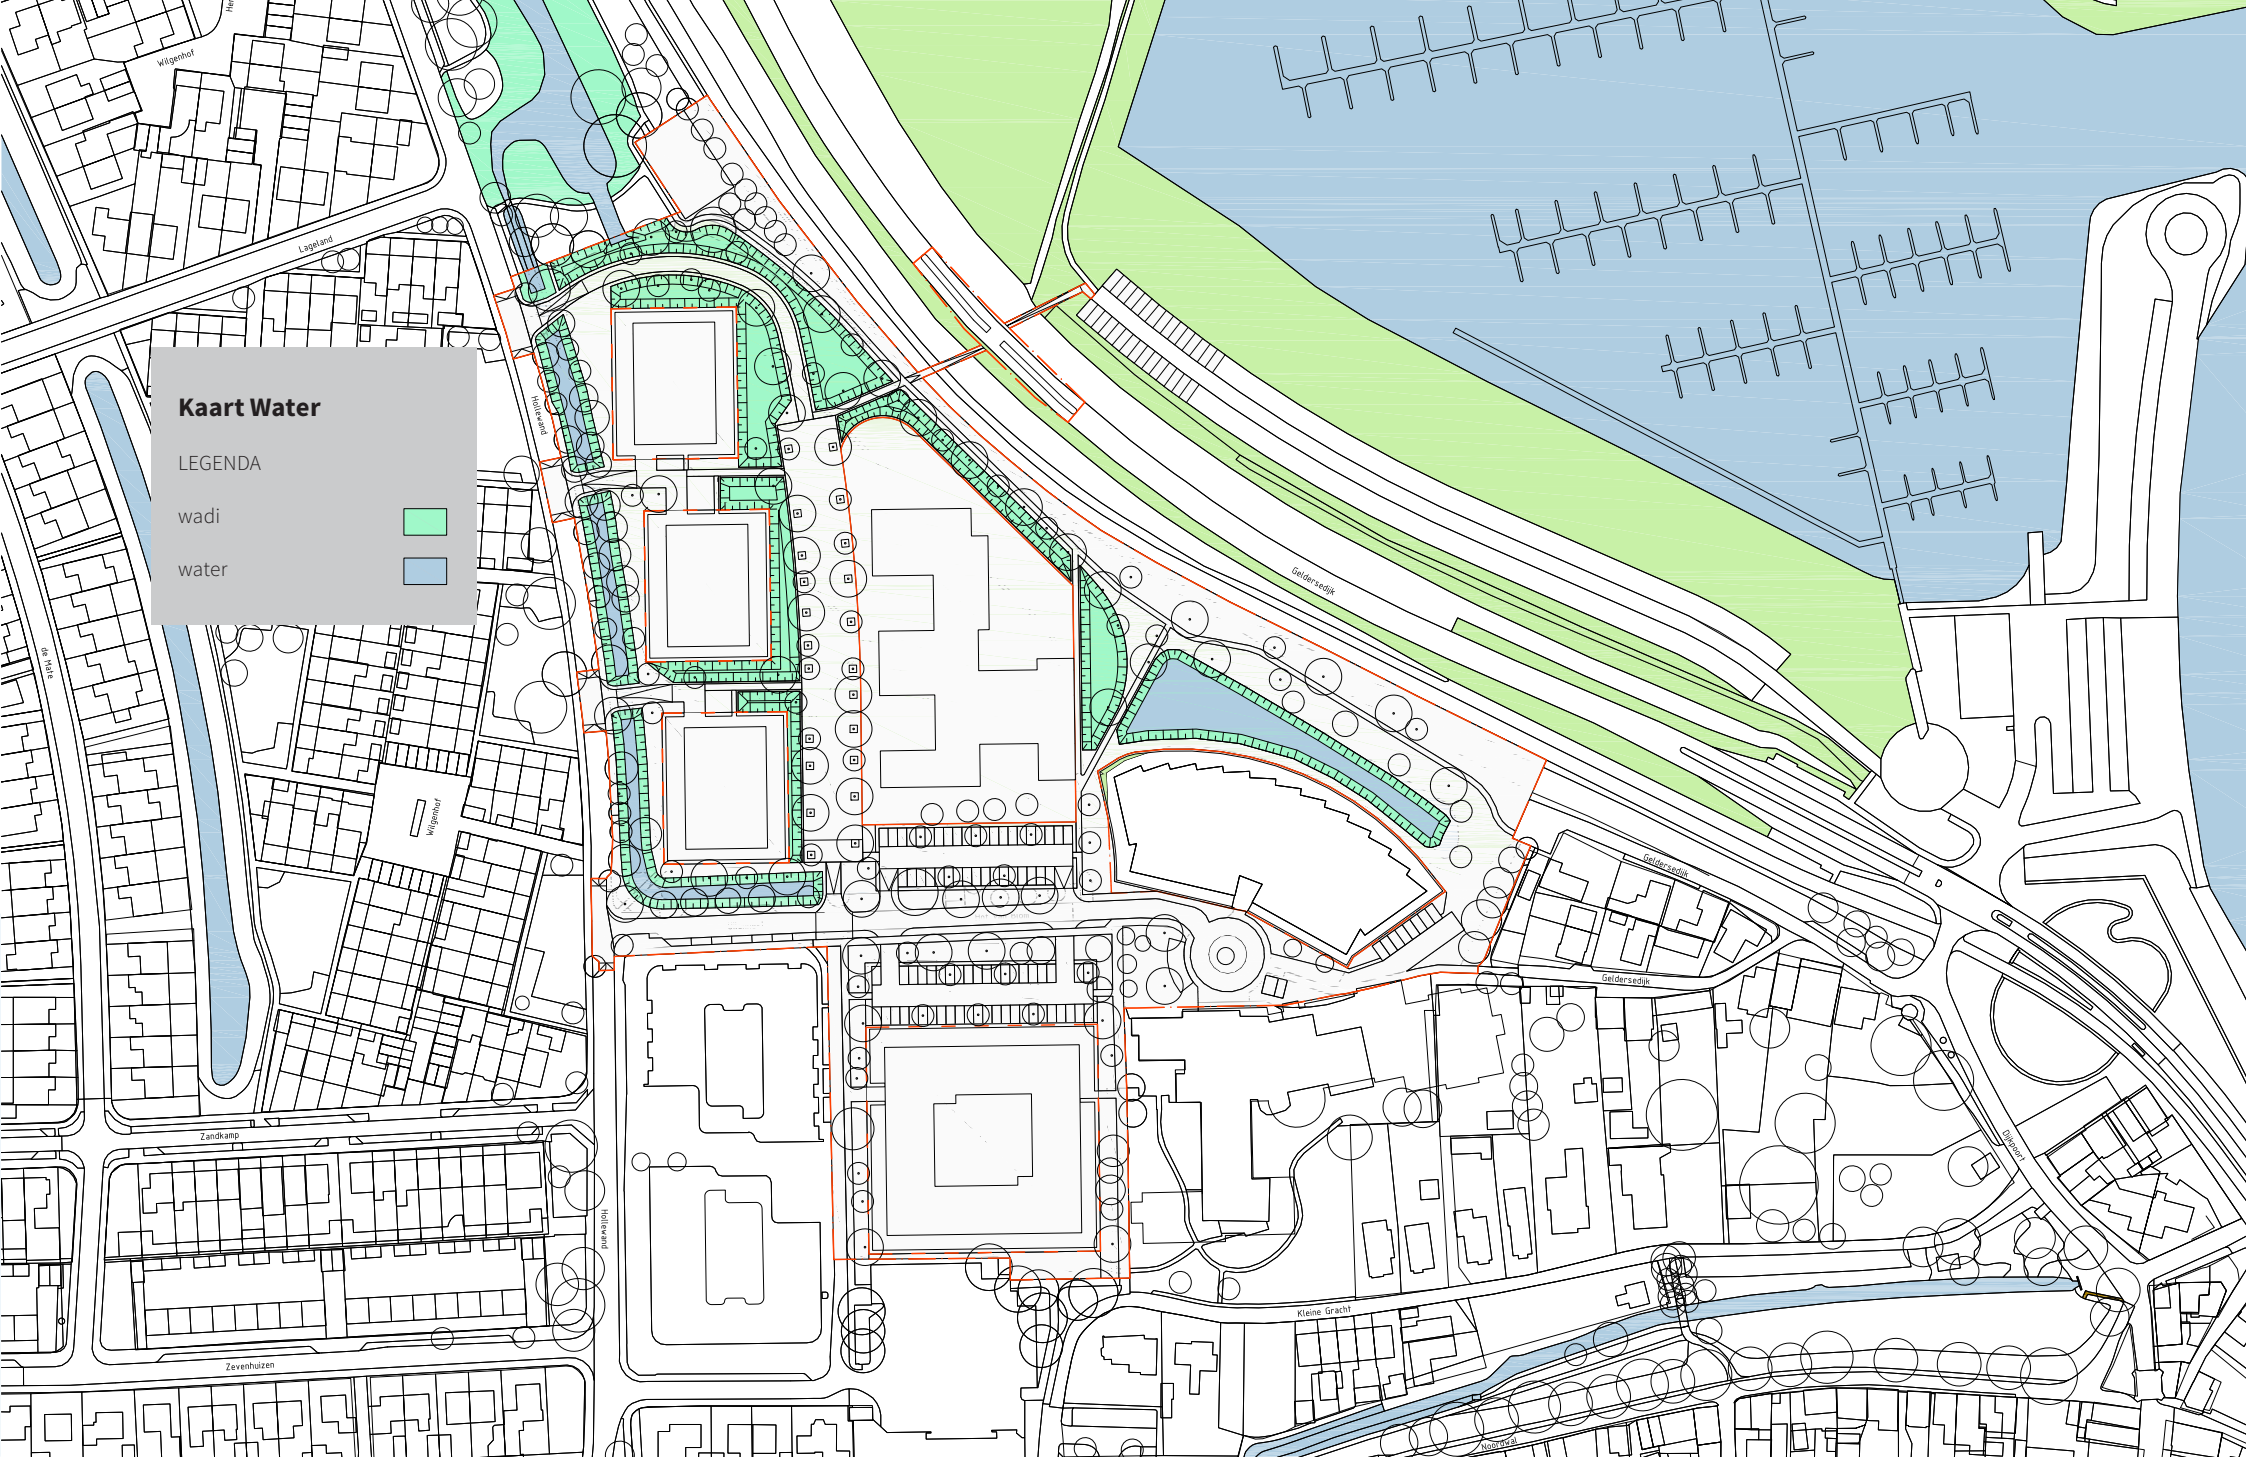 Wilgenhof
Lageland
Kaart Water
LEGENDA
wadi
water
Hollewand
de Malte
Wilgenhof
Geldersedijk
Geldersedijk
Geldersedijk
Zandkamp
Hollewand
Dijkpoort
Kleine Gracht
Zevenhuizen
Noordwal